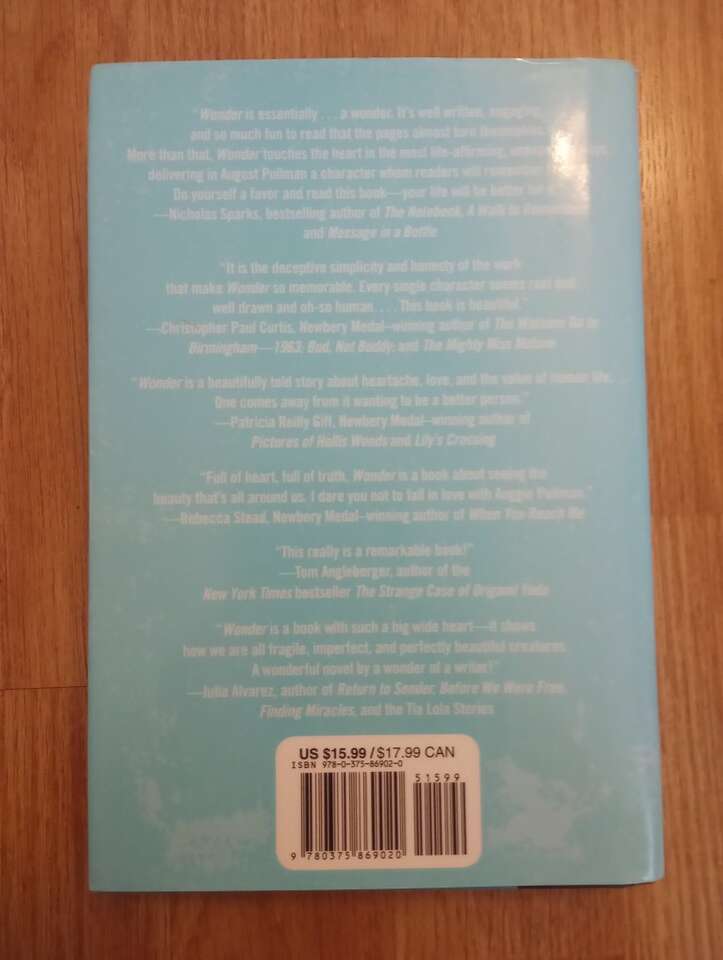 "Wonder is essentially . . . a wonder. It's well written, engaging,
and so much fun to read that the pages almost turn themselves.
More than that, Wonder touches the heart in the most life-affirming,
delivering in August Pullman a character whom readers will remember
Do yourself a favor and read this book—your life will be better for it."
—Nicholas Sparks, bestselling author of The Notebook, A Walk to Remember,
and Message in a Bottle
"It is the deceptive simplicity and honesty of the work
that make Wonder so memorable. Every single character seems real and
well drawn and oh-so human. . . . This book is beautiful."
—Christopher Paul Curtis, Newbery Medal–winning author of The Watsons Go to
Birmingham—1963; Bud, Not Buddy; and The Mighty Miss Malone
"Wonder is a beautifully told story about heartache, love, and the value of human life.
One comes away from it wanting to be a better person."
—Patricia Reilly Giff, Newbery Medal–winning author of
Pictures of Hollis Woods and Lily's Crossing
"Full of heart, full of truth, Wonder is a book about seeing the
beauty that's all around us. I dare you not to fall in love with Auggie Pullman."
—Rebecca Stead, Newbery Medal–winning author of When You Reach Me
"This really is a remarkable book!"
—Tom Angleberger, author of the
New York Times bestseller The Strange Case of Origami Yoda
"Wonder is a book with such a big wide heart—it shows
how we are all fragile, imperfect, and perfectly beautiful creatures.
A wonderful novel by a wonder of a writer!"
—Julia Alvarez, author of Return to Sender, Before We Were Free,
Finding Miracles, and the Tía Lola Stories
US $15.99 / $17.99 CAN
ISBN 978-0-375-86902-0
51599
9 780375 869020